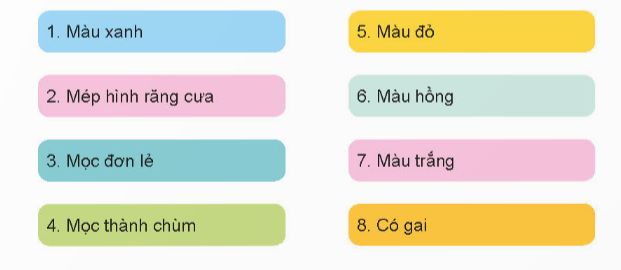 1. Màu xanh
2. Mép hình răng cưa
3. Mọc đơn lẻ
4. Mọc thành chùm
5. Màu đỏ
6. Màu hồng
7. Màu trắng
8. Có gai